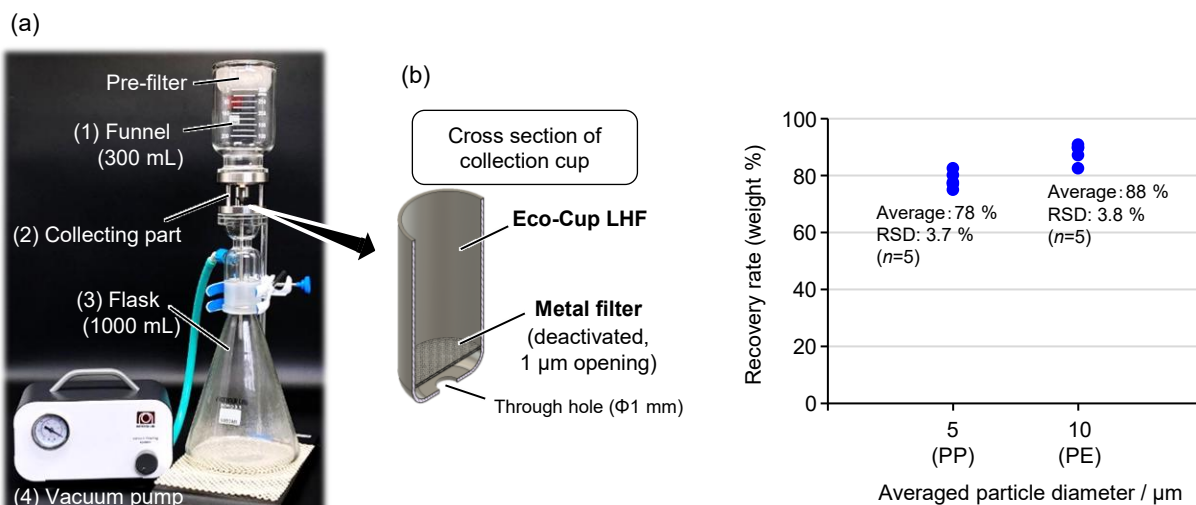 (a)
Pre-filter
(1) Funnel
(300 mL)
(2) Collecting part
(3) Flask
(1000 mL)
(4) Vacuum pump
(b)
Cross section of
collection cup
Eco-Cup LHF
Metal filter
(deactivated,
1 µm opening)
Through hole (Φ1 mm)
Recovery rate (weight %)
100
80
60
40
20
0
Average: 78 %
RSD: 3.7 %
(n=5)
Average: 88 %
RSD: 3.8 %
(n=5)
5
(PP)
10
(PE)
Averaged particle diameter / µm